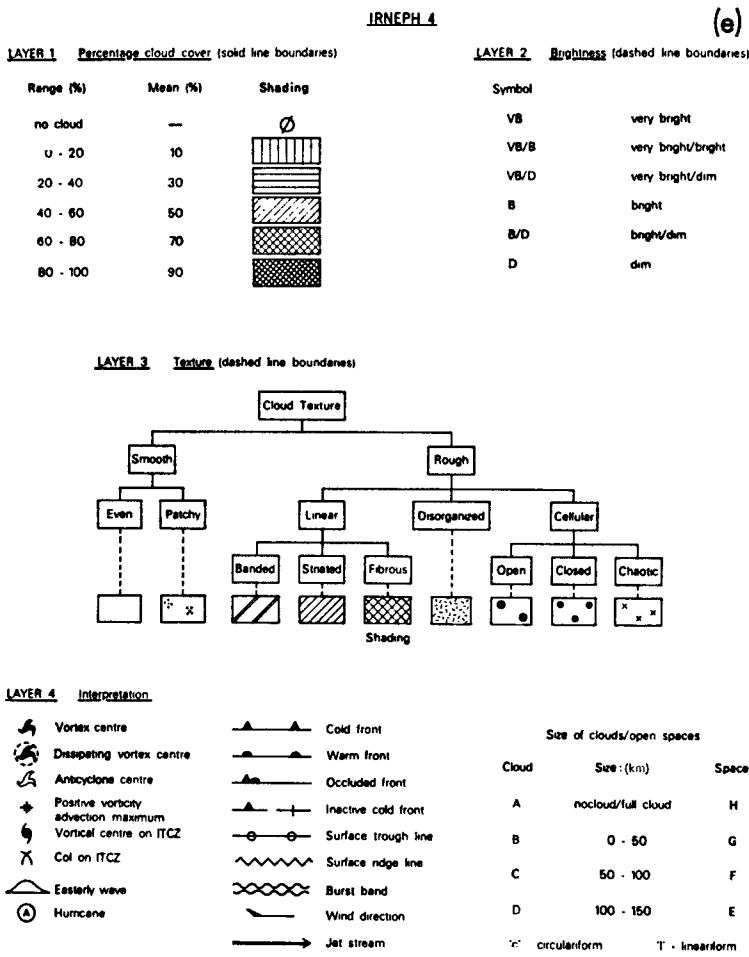 IRNEPH 4
(e)
LAYER 1 Percentage cloud cover (solid line boundaries)
Range (%) Mean (%) Shading
no cloud — Ø
0 - 20 10
20 - 40 30
40 - 60 50
60 - 80 70
80 - 100 90
LAYER 2 Brightness (dashed line boundaries)
Symbol
VB very bright
VB/B very bright/bright
VB/D very bright/dim
B bright
B/D bright/dim
D dim
LAYER 3 Texture (dashed line boundaries)
Cloud Texture
Smooth Rough
Even Patchy Linear Disorganized Cellular
Banded Striated Fibrous Open Closed Chaotic
Shading
LAYER 4 Interpretation
Vortex centre
Dissipating vortex centre
Anticyclone centre
Positive vorticity
advection maximum
Vortical centre on ITCZ
Col on ITCZ
Easterly wave
A Hurricane
Cold front
Warm front
Occluded front
Inactive cold front
Surface trough line
Surface ridge line
Burst band
Wind direction
Jet stream
Size of clouds/open spaces
Cloud Size: (km) Space
A nocloud/full cloud H
B 0 - 50 G
C 50 - 100 F
D 100 - 150 E
circulariform - lineariform